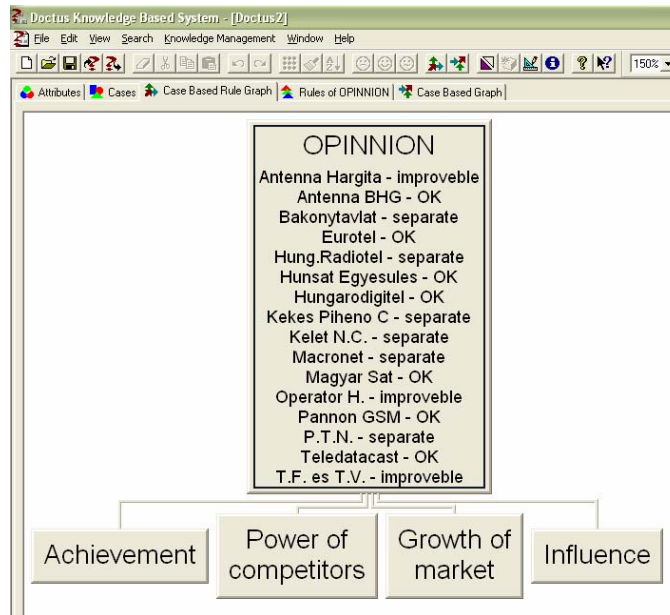 Doctus Knowledge Based System - [Doctus2]
File Edit View Search Knowledge Management Window Help
150%
Attributes Cases Case Based Rule Graph Rules of OPINNION Case Based Graph
OPINNION
Antenna Hargita - improveble
Antenna BHG - OK
Bakonytavlat - separate
Eurotel - OK
Hung.Radiotel - separate
Hunsat Egyesules - OK
Hungarodigitel - OK
Kekes Piheno C - separate
Kelet N.C. - separate
Macronet - separate
Magyar Sat - OK
Operator H. - improveble
Pannon GSM - OK
P.T.N. - separate
Teledatacast - OK
T.F. es T.V. - improveble
Achievement
Power of
competitors
Growth of
market
Influence